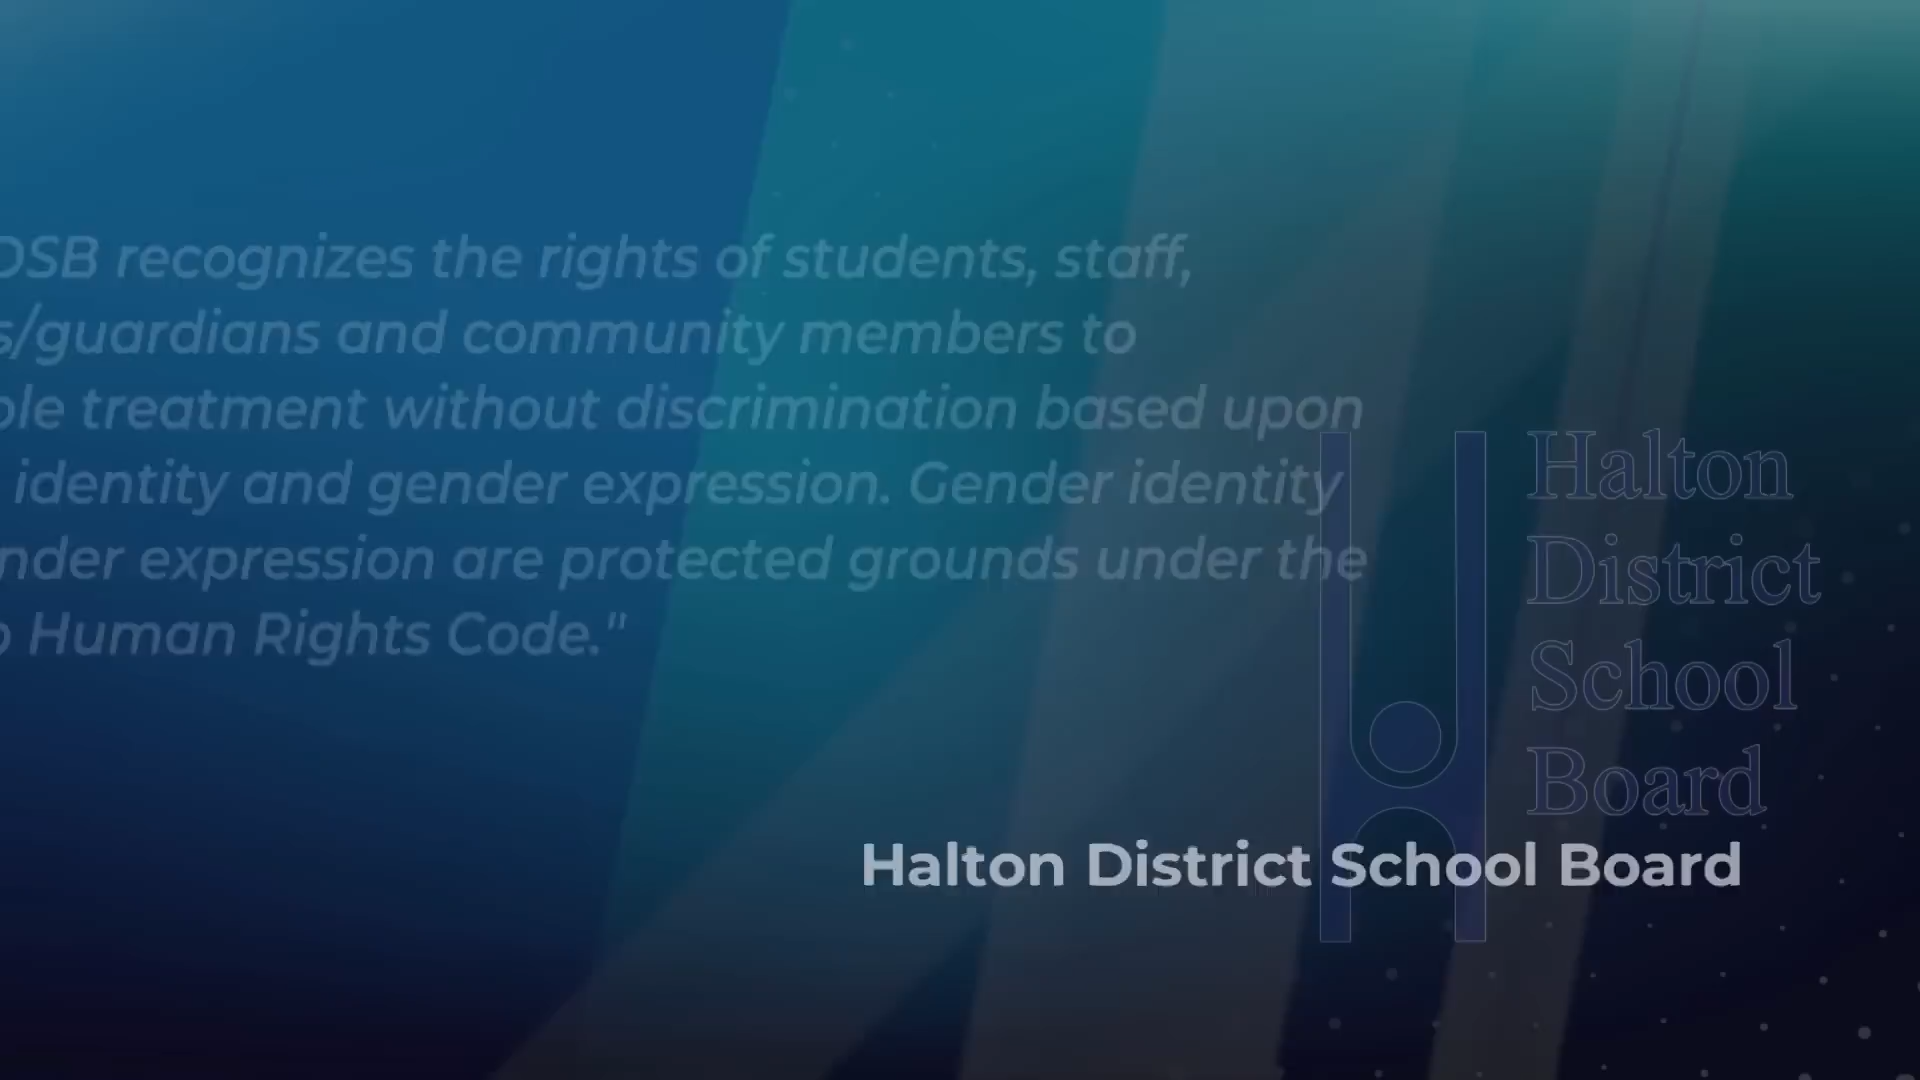 DSB recognizes the rights of students, staff,
s/guardians and community members to
ble treatment without discrimination based upon
identity and gender expression. Gender identity
nder expression are protected grounds under the
o Human Rights Code."
Halton
District
School
Board
Halton District School Board